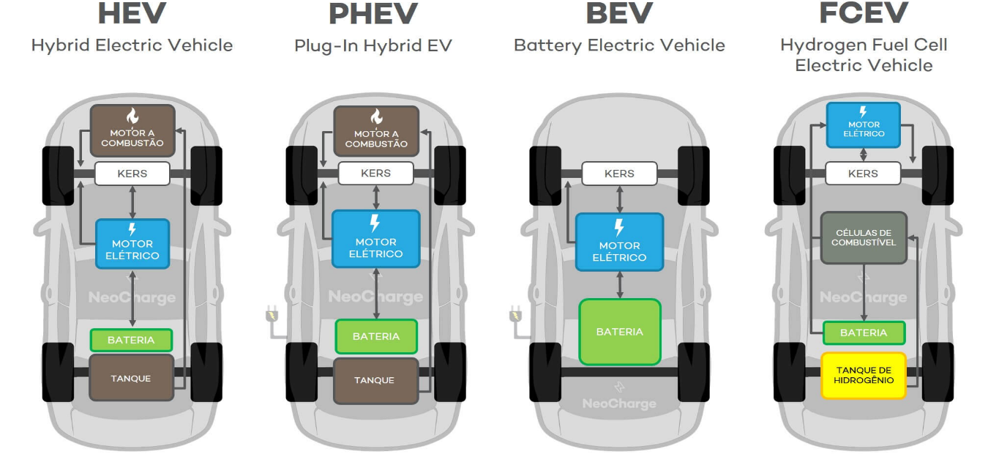 HEV
Hybrid Electric Vehicle
MOTOR A
COMBUSTÃO
KERS
MOTOR
ELÉTRICO
NeoCharge
BATERIA
TANQUE
PHEV
Plug-In Hybrid EV
MOTOR A
COMBUSTÃO
KERS
MOTOR
ELÉTRICO
NeoCharge
BATERIA
TANQUE
BEV
Battery Electric Vehicle
KERS
MOTOR
ELÉTRICO
BATERIA
NeoCharge
FCEV
Hydrogen Fuel Cell
Electric Vehicle
MOTOR
ELÉTRICO
KERS
CÉLULAS DE
COMBUSTÍVEL
NeoCharge
BATERIA
TANQUE DE
HIDROGÊNIO